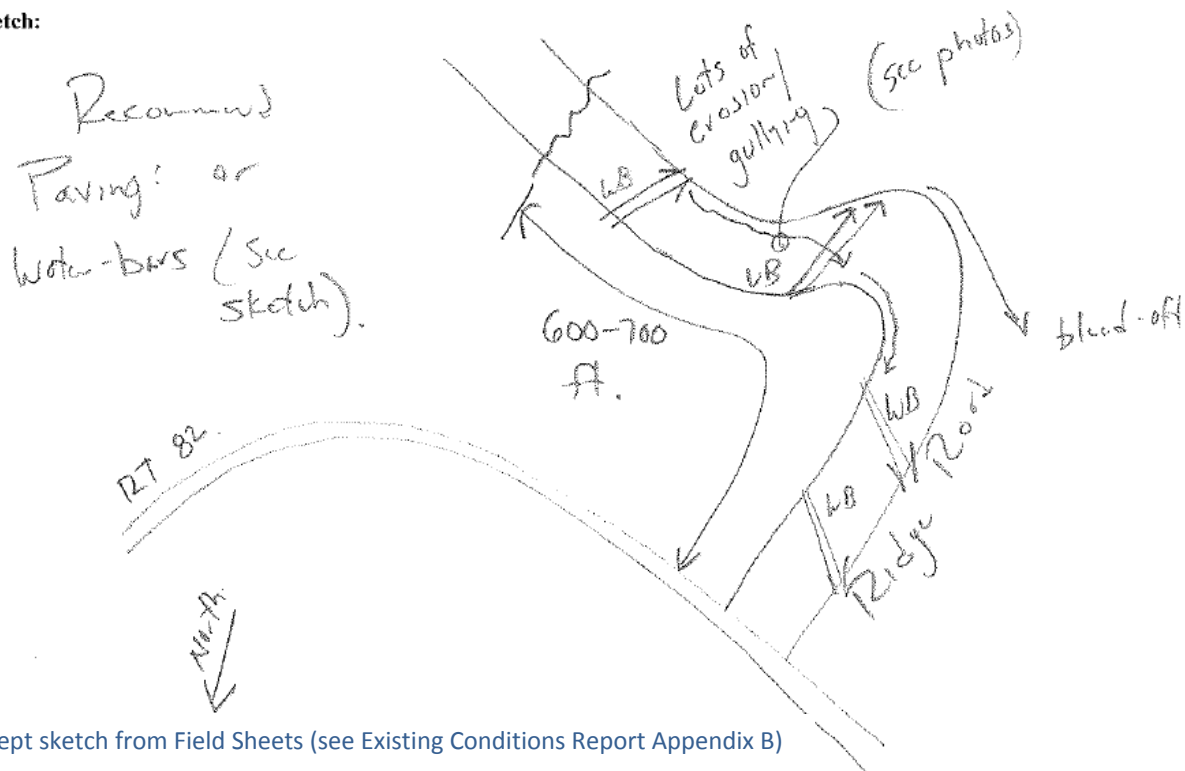 etch:
Recommend
Paving: or
Water-bars (See
sketch).
Lots of
erosion/
gullying
(see photos)
WB
WB
WB
WB
600-700
ft.
bleed-off
RT 82
Ridge Road
North
ept sketch from Field Sheets (see Existing Conditions Report Appendix B)